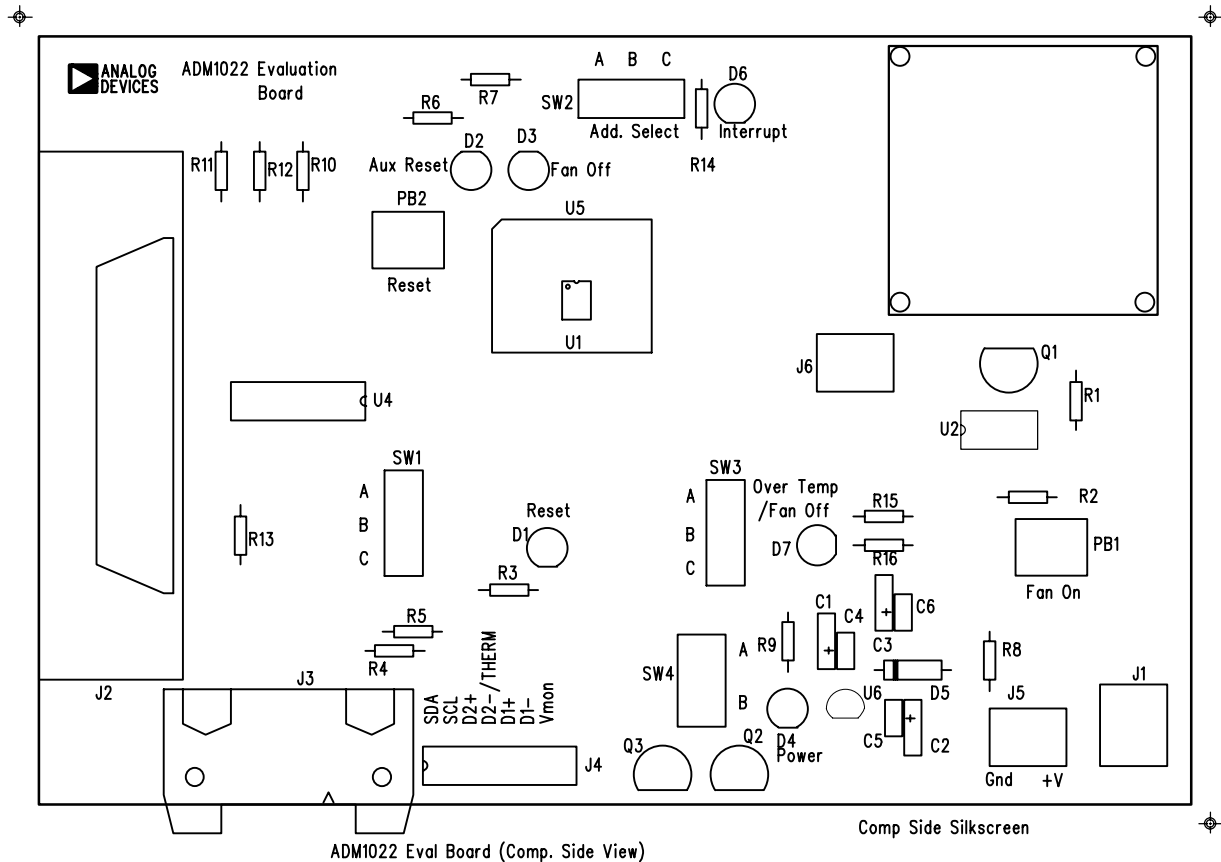 ANALOG
DEVICES
ADM1022 Evaluation
Board
A B C
R7
R6
SW2
D6
Add. Select
Interrupt
R14
D2
D3
Aux Reset
Fan Off
R11
R12
R10
PB2
Reset
U5
U1
J6
Q1
R1
U2
U4
SW1
A
B
C
SW3
A
B
C
Over Temp
/Fan Off
D7
R15
R16
R2
PB1
Fan On
R13
Reset
D1
R3
R5
R4
C1
C4
+
C3
C6
+
R9
R8
SW4
A
B
D4
Power
U6
D5
C5
C2
+
J5
J1
Gnd +V
J2
J3
SDA
SCL
D2+
D2-/THERM
D1+
D1-
Vmon
J4
Q3
Q2
Comp Side Silkscreen
ADM1022 Eval Board (Comp. Side View)